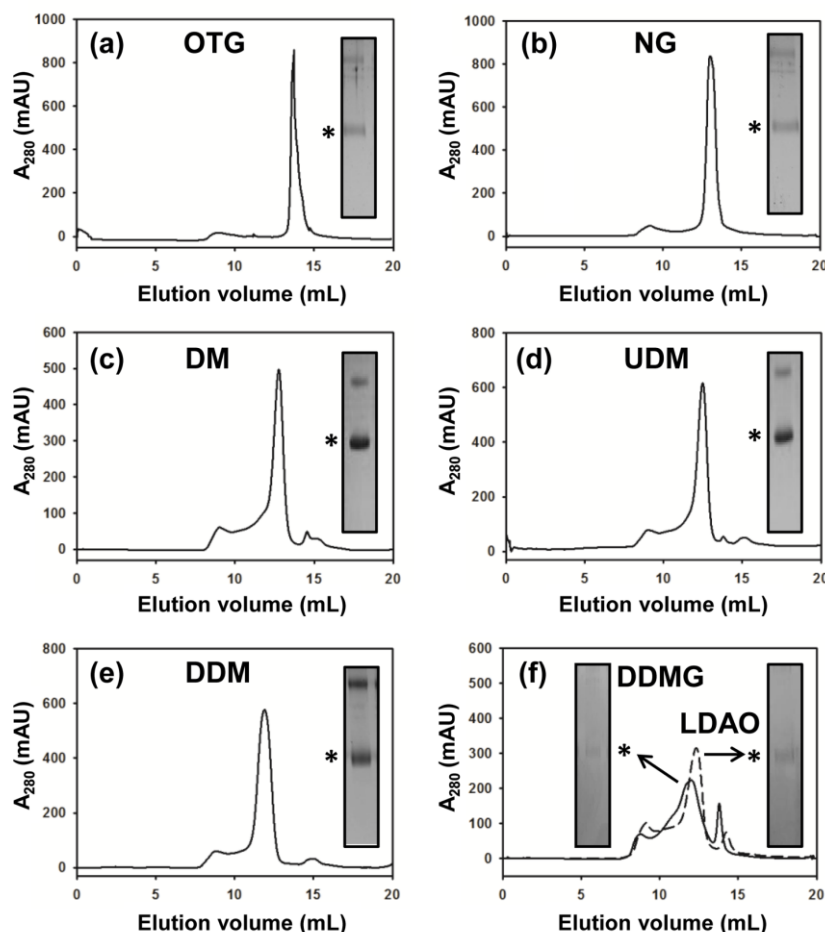 (a) OTG
1000
800
600
400
200
0
A280 (mAU)
*
0 5 10 15 20
Elution volume (mL)
(b) NG
1000
800
600
400
200
0
A280 (mAU)
*
0 5 10 15 20
Elution volume (mL)
(c) DM
600
500
400
300
200
100
0
A280 (mAU)
*
0 5 10 15 20
Elution volume (mL)
(d) UDM
800
600
400
200
0
A280 (mAU)
*
0 5 10 15 20
Elution volume (mL)
(e) DDM
800
600
400
200
0
A280 (mAU)
*
0 5 10 15 20
Elution volume (mL)
(f) DDMG
LDAO
600
500
400
300
200
100
0
A280 (mAU)
* *
0 5 10 15 20
Elution volume (mL)